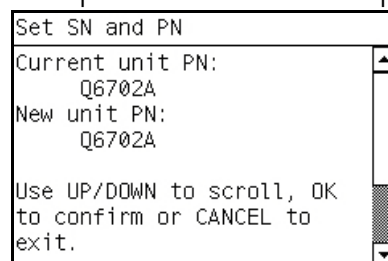 Set SN and PN
Current unit PN:
Q6702A
New unit PN:
Q6702A
Use UP/DOWN to scroll, OK
to confirm or CANCEL to
exit.